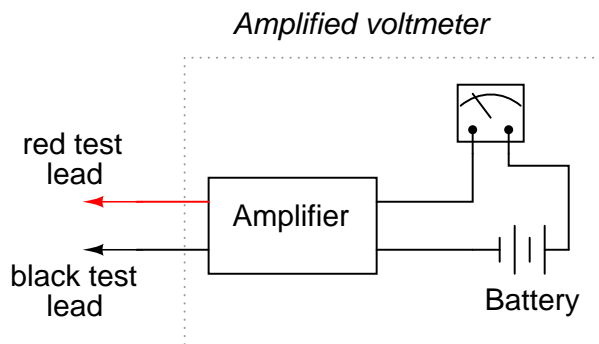 Amplified voltmeter
red test
lead
Amplifier
black test
lead
Battery